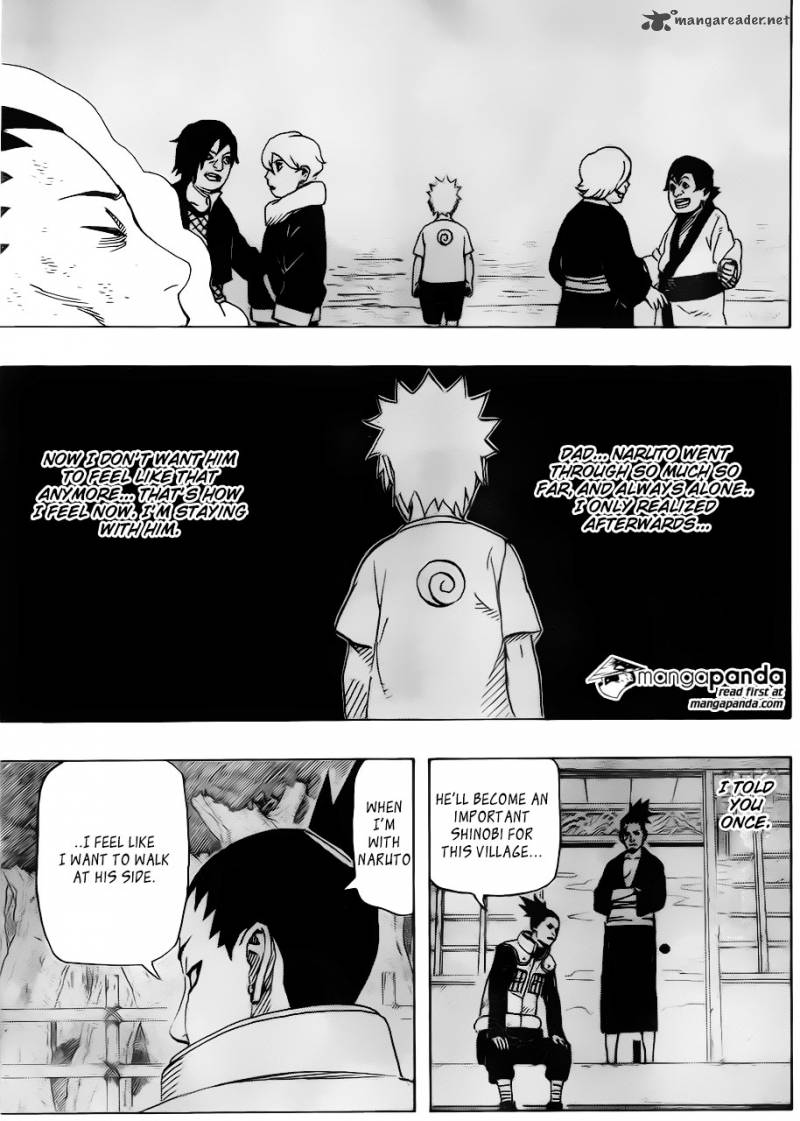 mangareader.net
DAD... NARUTO WENT
THROUGH SO MUCH SO
FAR, AND ALWAYS ALONE..
I ONLY REALIZED
AFTERWARDS...
NOW I DON'T WANT HIM
TO FEEL LIKE THAT
ANYMORE... THAT'S HOW
I FEEL NOW. I'M STAYING
WITH HIM.
mangapanda
read first at
mangapanda.com
I TOLD
YOU
ONCE.
HE'LL BECOME AN
IMPORTANT
SHINOBI FOR
THIS VILLAGE...
WHEN
I'M
WITH
NARUTO
..I FEEL LIKE
I WANT TO WALK
AT HIS SIDE.